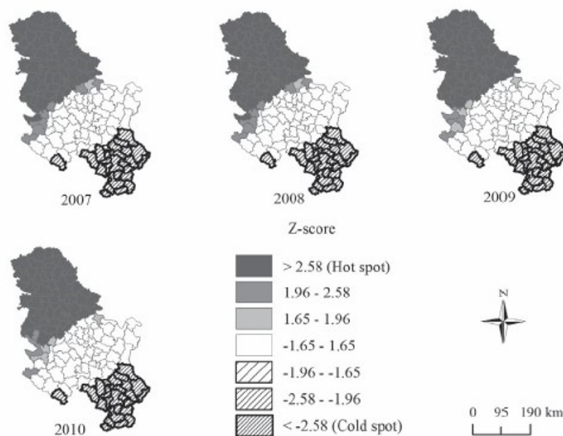 2007
2008
2009
Z-score
> 2.58 (Hot spot)
1.96 - 2.58
1.65 - 1.96
-1.65 - 1.65
-1.96 - -1.65
-2.58 - -1.96
< -2.58 (Cold spot)
N
2010
0 95 190 km